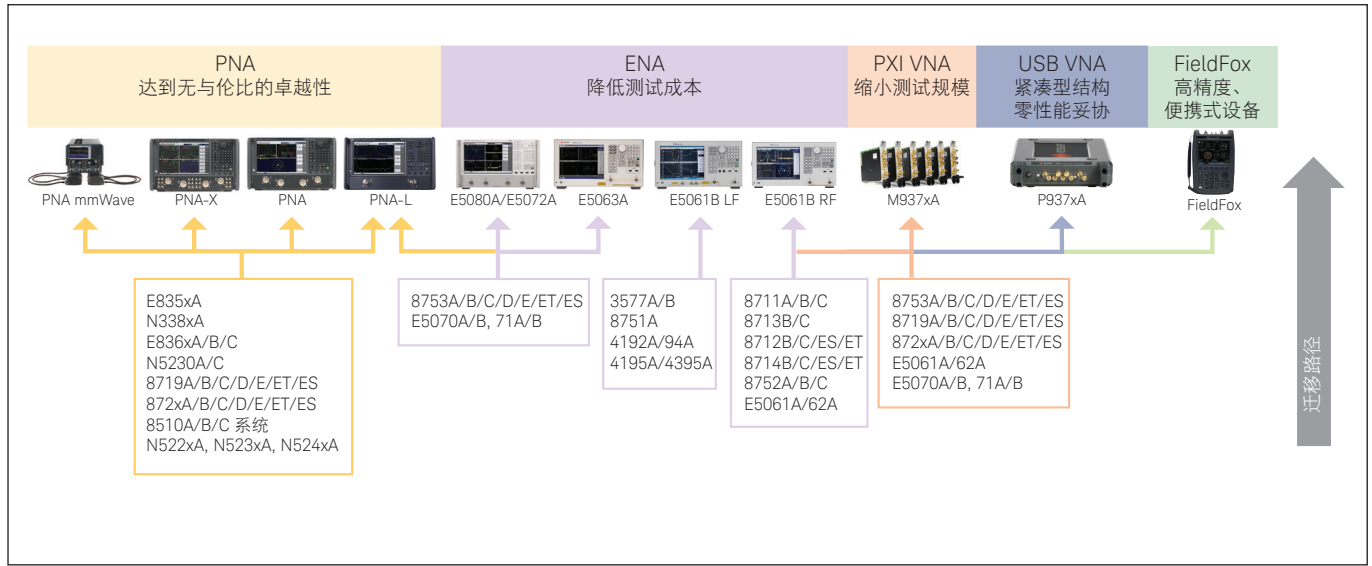 PNA
达到无与伦比的卓越性
ENA
降低测试成本
PXI VNA
缩小测试规模
USB VNA
紧凑型结构
零性能妥协
FieldFox
高精度、
便携式设备
PNA mmWave
PNA-X
PNA
PNA-L
E5080A/E5072A
E5063A
E5061B LF
E5061B RF
M937xA
P937xA
FieldFox
E835xA
N338xA
E836xA/B/C
N5230A/C
8719A/B/C/D/E/ET/ES
872xA/B/C/D/E/ET/ES
8510A/B/C 系统
N522xA, N523xA, N524xA
8753A/B/C/D/E/ET/ES
E5070A/B, 71A/B
3577A/B
8751A
4192A/94A
4195A/4395A
8711A/B/C
8713B/C
8712B/C/ES/ET
8714B/C/ES/ET
8752A/B/C
E5061A/62A
8753A/B/C/D/E/ET/ES
8719A/B/C/D/E/ET/ES
872xA/B/C/D/E/ET/ES
E5061A/62A
E5070A/B, 71A/B
迁移路径